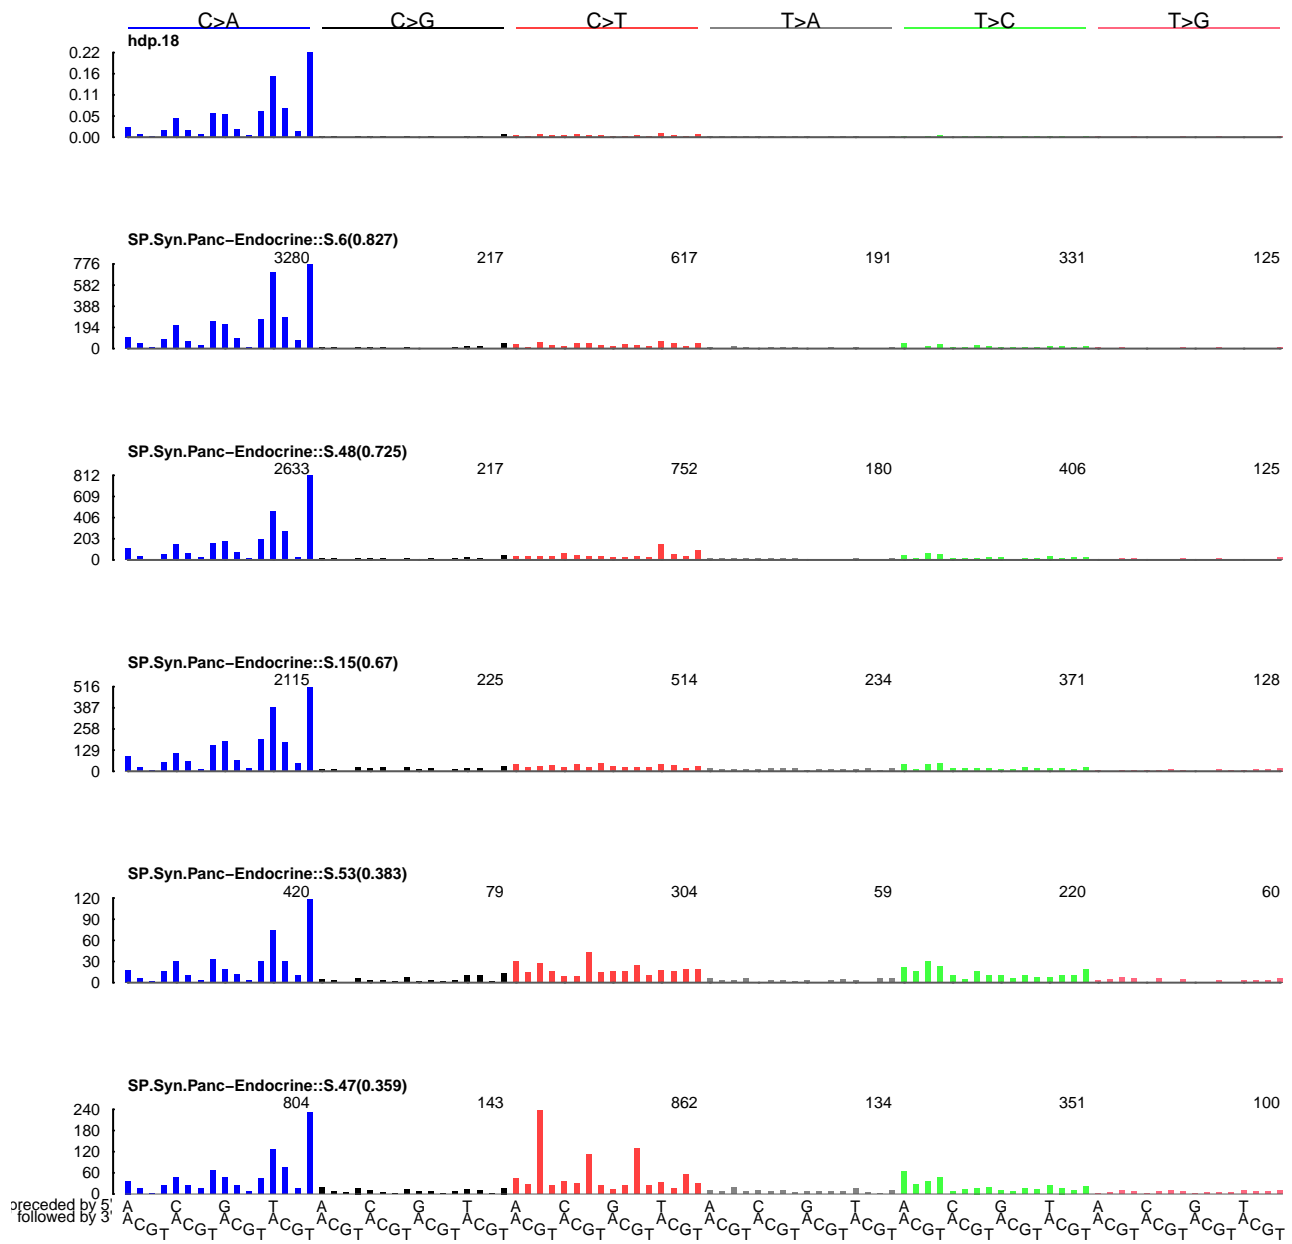 C>A C>G C>T T>A T>C T>G
hdp.18
0.22
0.16
0.11
0.05
0.00
SP.Syn.Panc−Endocrine::S.6(0.827)
3280 217 617 191 331 125
776
582
388
194
0
SP.Syn.Panc−Endocrine::S.48(0.725)
2633 217 752 180 406 125
812
609
406
203
0
SP.Syn.Panc−Endocrine::S.15(0.67)
2115 225 514 234 371 128
516
387
258
129
0
SP.Syn.Panc−Endocrine::S.53(0.383)
420 79 304 59 220 60
120
90
60
30
0
SP.Syn.Panc−Endocrine::S.47(0.359)
804 143 862 134 351 100
240
180
120
60
0
preceded by 5' A C G T A C G T A C G T A C G T A C G T A C G T
followed by 3' A C G T A C G T A C G T A C G T A C G T A C G T A C G T A C G T A C G T A C G T A C G T A C G T A C G T A C G T A C G T A C G T A C G T A C G T A C G T A C G T A C G T A C G T A C G T A C G T